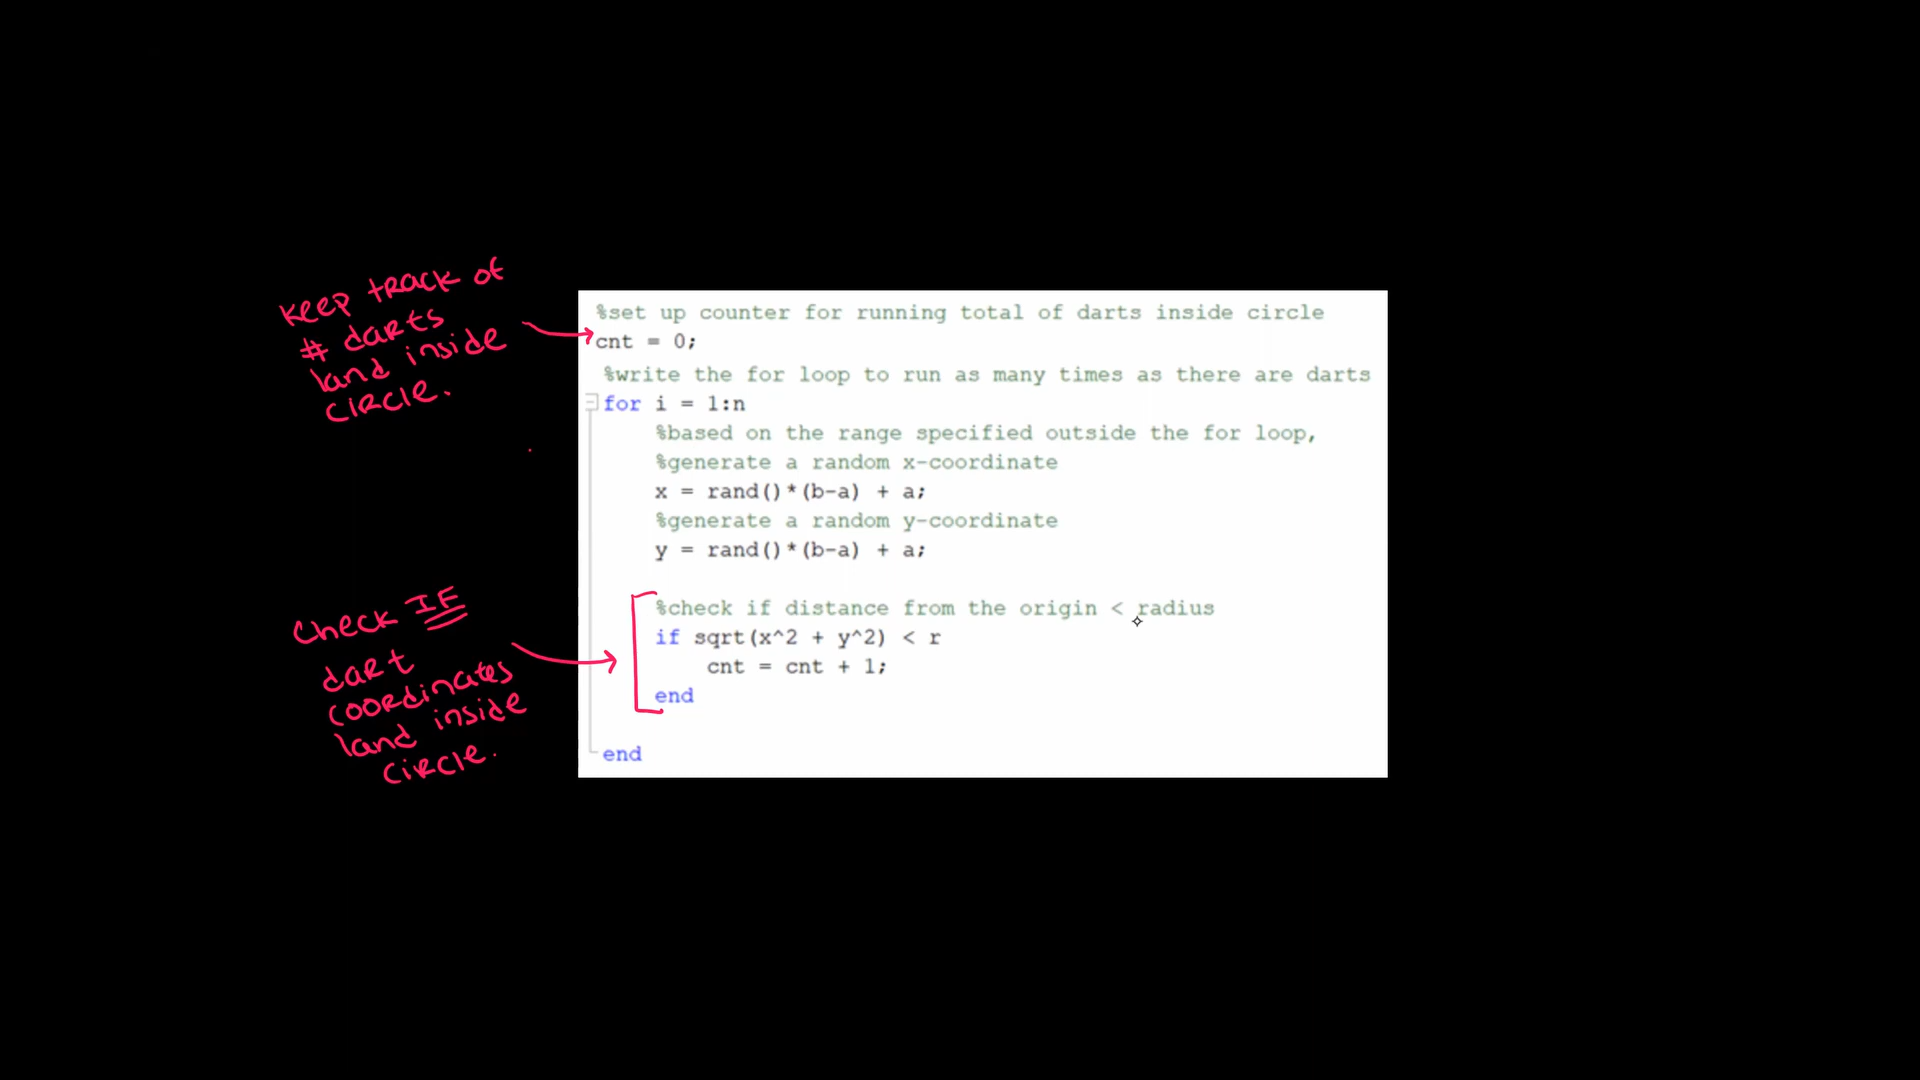 Keep track of
# darts
land inside
circle.
%set up counter for running total of darts inside circle
cnt = 0;
%write the for loop to run as many times as there are darts
for i = 1:n
%based on the range specified outside the for loop,
%generate a random x-coordinate
x = rand()*(b-a) + a;
%generate a random y-coordinate
y = rand()*(b-a) + a;
Check IF
dart
coordinates
land inside
circle.
%check if distance from the origin < radius
if sqrt(x^2 + y^2) < r
cnt = cnt + 1;
end
end